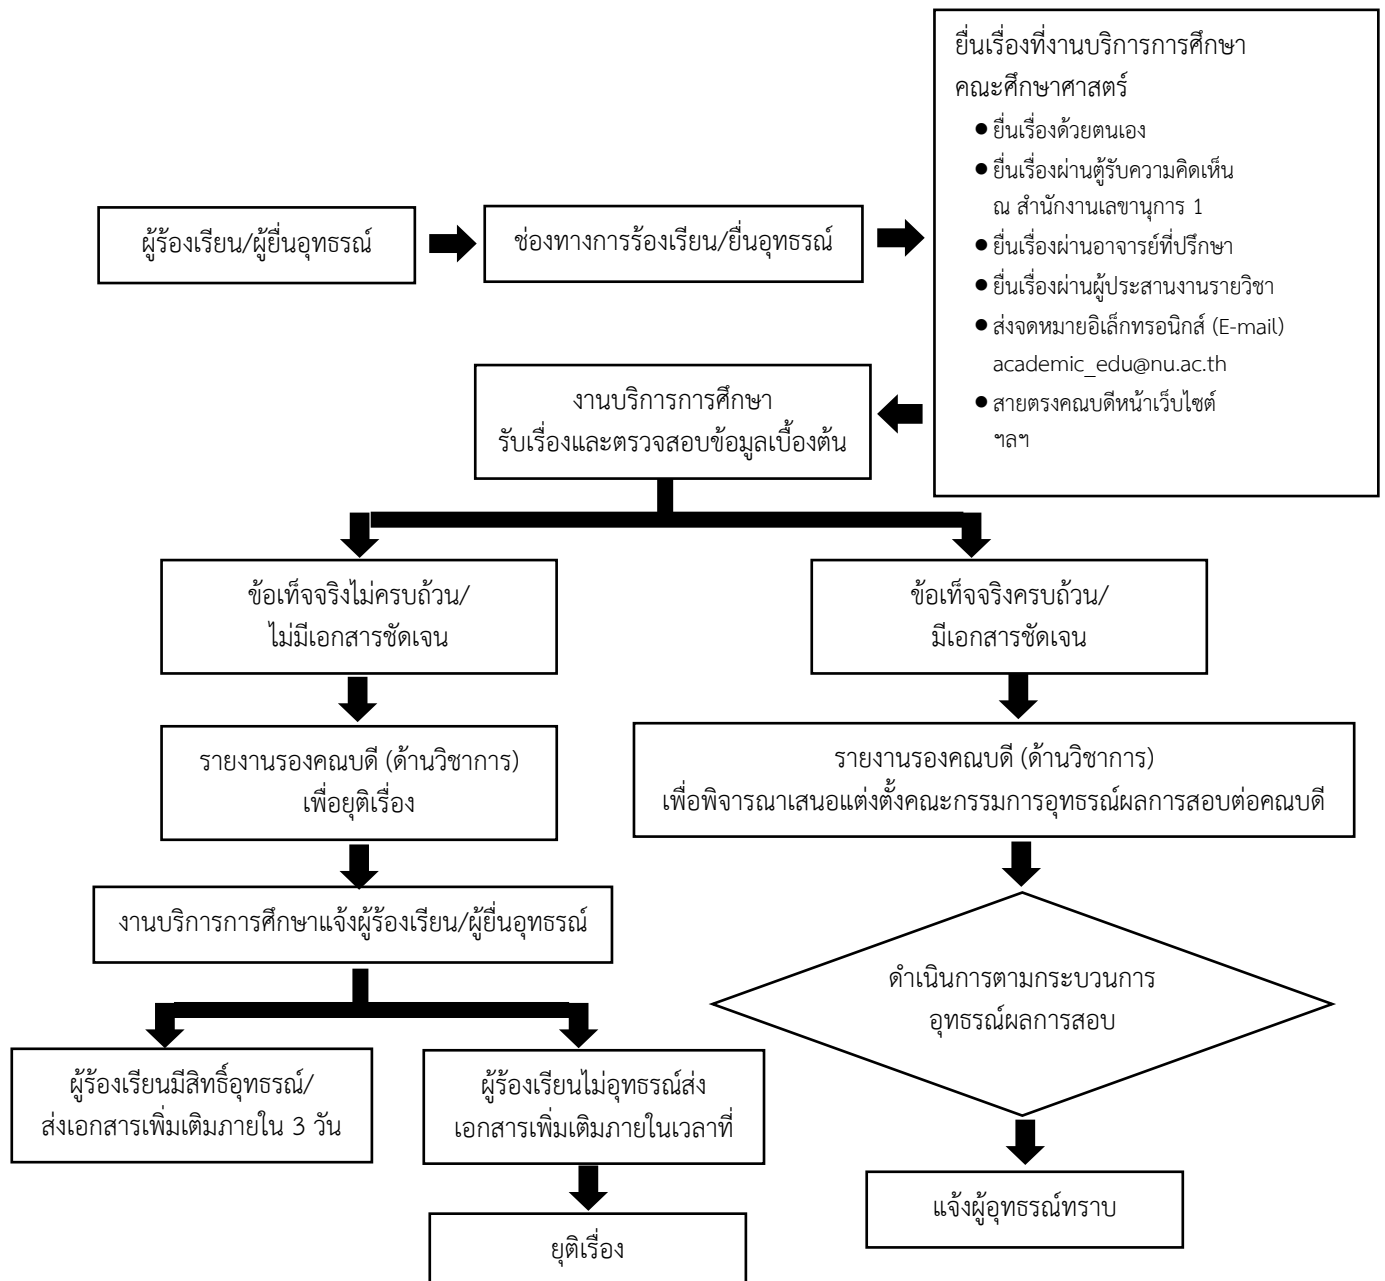 ยื่นเรื่องที่งานบริการการศึกษา
คณะศึกษาศาสตร์
● ยื่นเรื่องด้วยตนเอง
● ยื่นเรื่องผ่านตู้รับความคิดเห็น
ณ สำนักงานเลขานุการ 1
● ยื่นเรื่องผ่านอาจารย์ที่ปรึกษา
● ยื่นเรื่องผ่านผู้ประสานงานรายวิชา
● ส่งจดหมายอิเล็กทรอนิกส์ (E-mail)
academic_edu@nu.ac.th
● สายตรงคณบดีหน้าเว็บไซต์
ฯลฯ
ผู้ร้องเรียน/ผู้ยื่นอุทธรณ์
ช่องทางการร้องเรียน/ยื่นอุทธรณ์
งานบริการการศึกษา
รับเรื่องและตรวจสอบข้อมูลเบื้องต้น
ข้อเท็จจริงไม่ครบถ้วน/
ไม่มีเอกสารชัดเจน
ข้อเท็จจริงครบถ้วน/
มีเอกสารชัดเจน
รายงานรองคณบดี (ด้านวิชาการ)
เพื่อยุติเรื่อง
รายงานรองคณบดี (ด้านวิชาการ)
เพื่อพิจารณาเสนอแต่งตั้งคณะกรรมการอุทธรณ์ผลการสอบต่อคณบดี
งานบริการการศึกษาแจ้งผู้ร้องเรียน/ผู้ยื่นอุทธรณ์
ดำเนินการตามกระบวนการ
อุทธรณ์ผลการสอบ
ผู้ร้องเรียนมีสิทธิ์อุทธรณ์/
ส่งเอกสารเพิ่มเติมภายใน 3 วัน
ผู้ร้องเรียนไม่อุทธรณ์ส่ง
เอกสารเพิ่มเติมภายในเวลาที่
แจ้งผู้อุทธรณ์ทราบ
ยุติเรื่อง